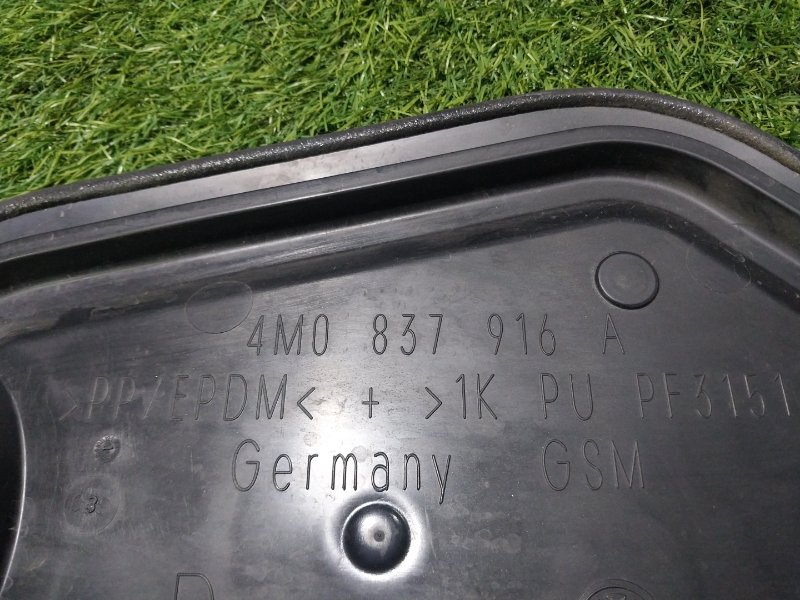 4M0 837 916 A
>PP/EPDM< + >1K PU PF3151
Germany GSM